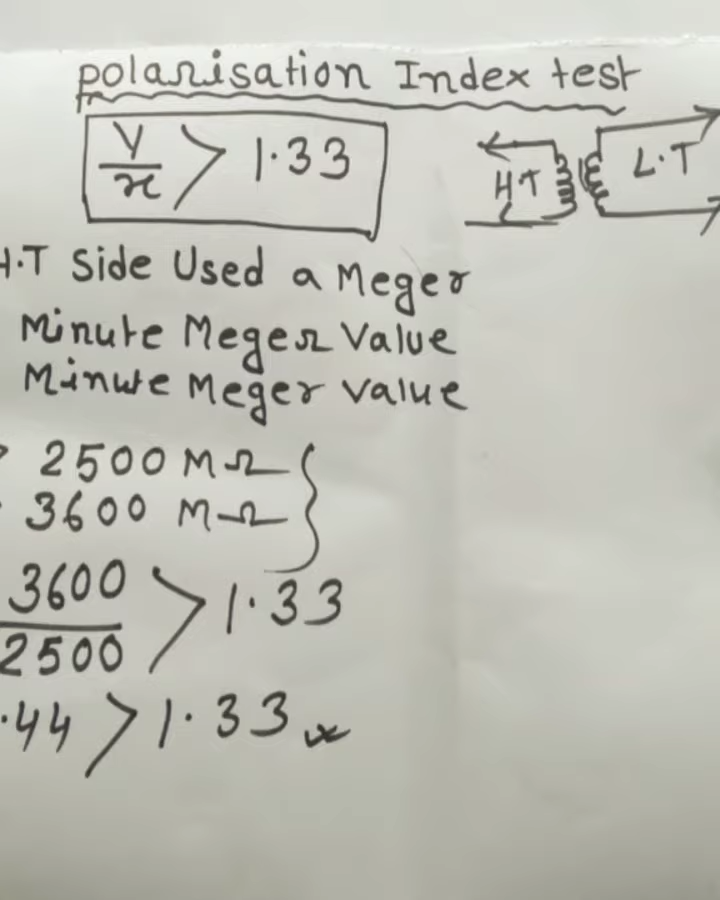 polarisation Index test
y/x > 1.33
H.T
L.T
H.T Side Used a Meger
Minute Meger Value
Minute Meger Value
2500 MΩ
3600 MΩ
3600/2500 > 1.33
.44 > 1.33